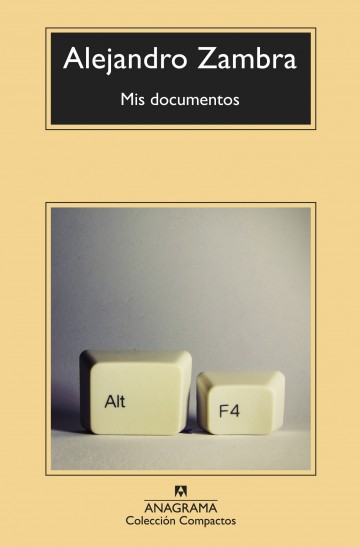 Alejandro Zambra
Mis documentos
Alt
F4
ANAGRAMA
Colección Compactos